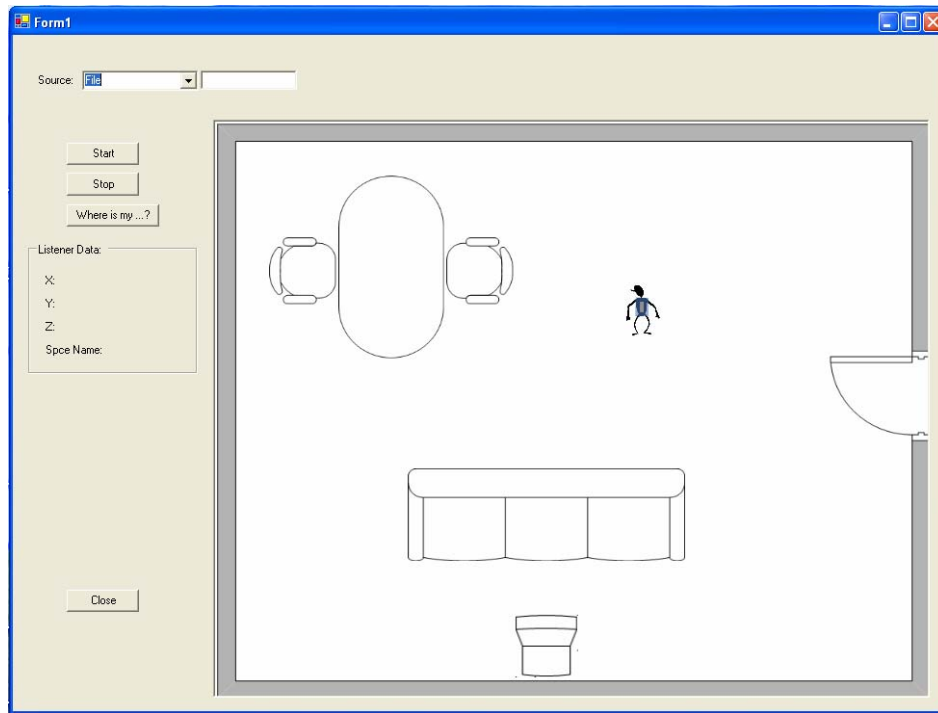 Form1
Source: File
Start
Stop
Where is my ...?
Listener Data:
X:
Y:
Z:
Spce Name:
Close